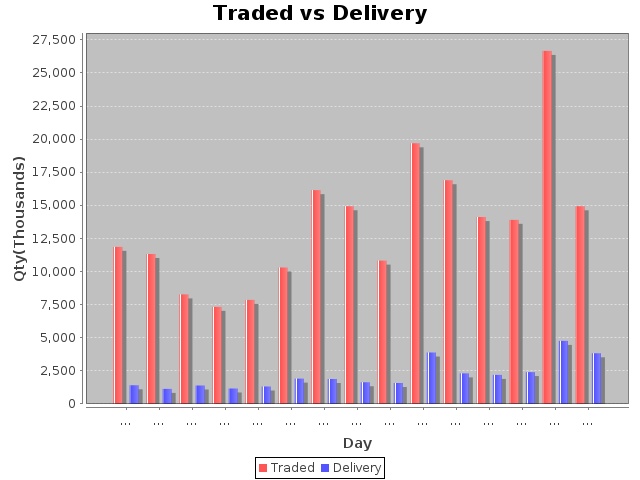 Traded vs Delivery
27,500
25,000
22,500
20,000
17,500
15,000
12,500
10,000
7,500
5,000
2,500
0
Qty(Thousands)
... ... ... ... ... ... ... ... ... ... ... ... ... ... ...
Day
Traded Delivery